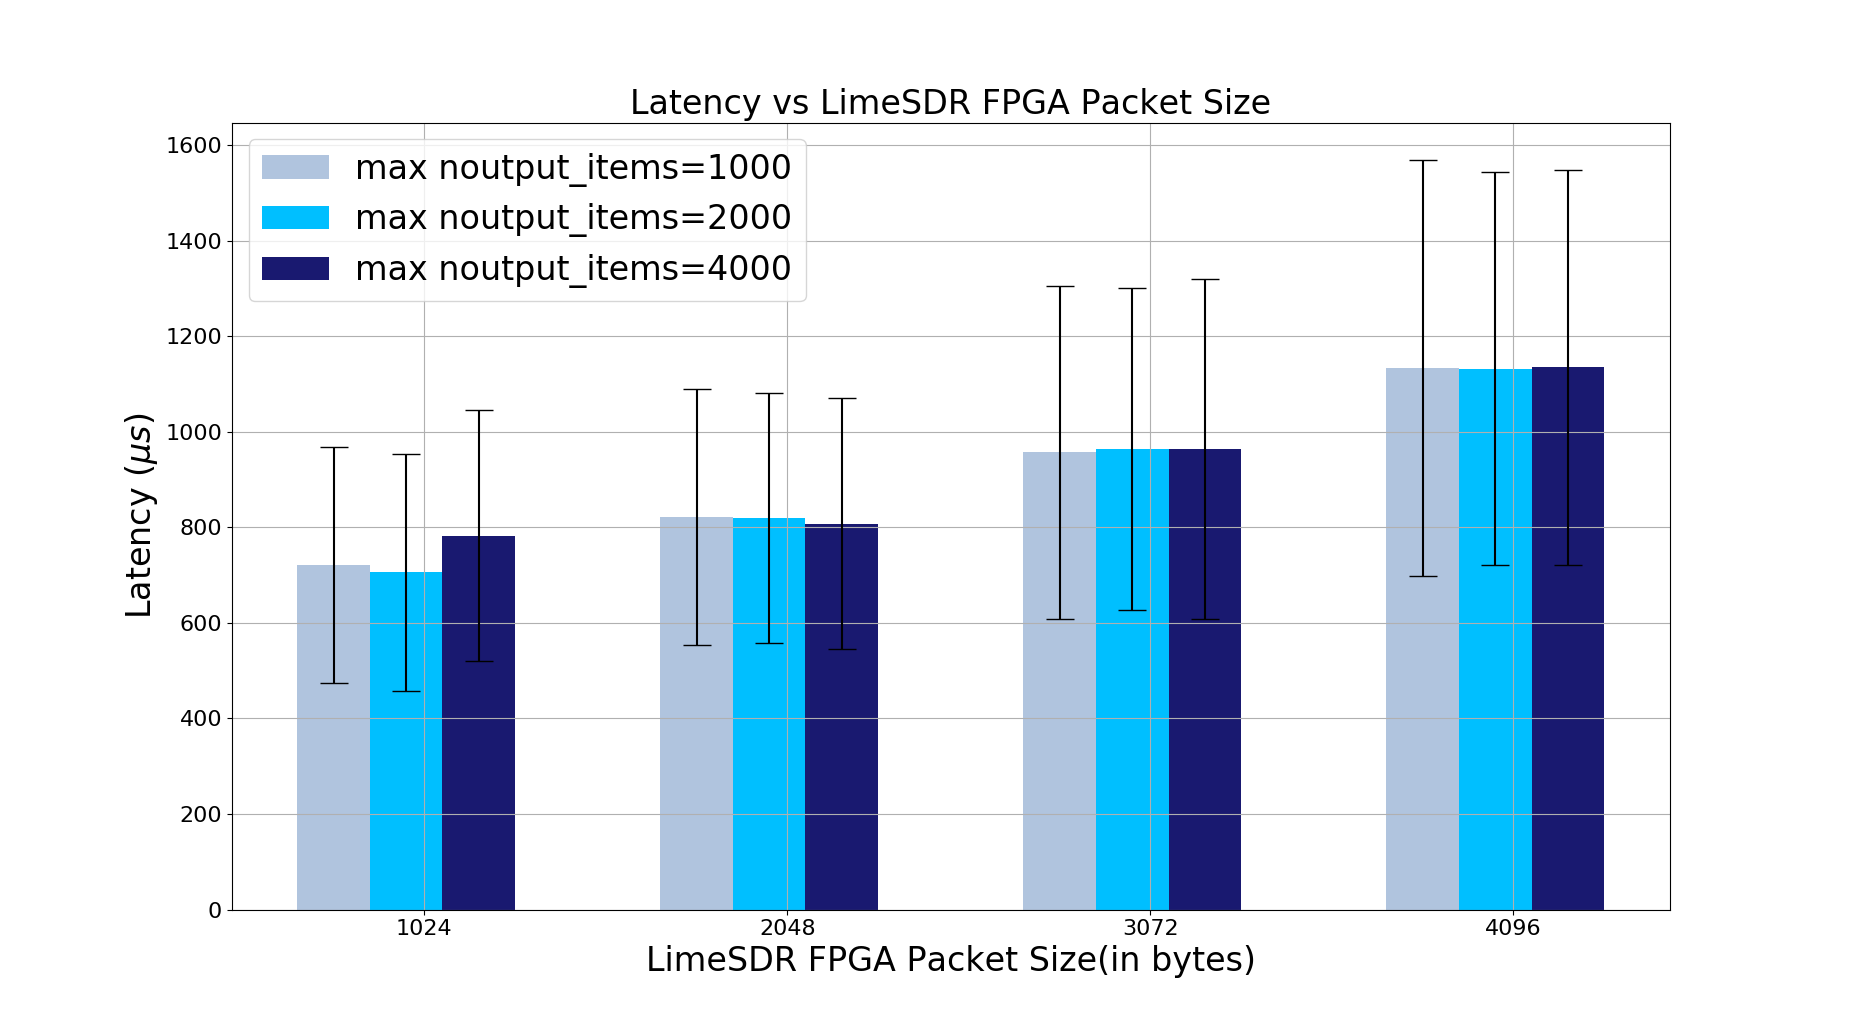 Latency vs LimeSDR FPGA Packet Size
max noutput_items=1000
max noutput_items=2000
max noutput_items=4000
1600
1400
1200
1000
800
600
400
200
0
Latency (μs)
1024 2048 3072 4096
LimeSDR FPGA Packet Size(in bytes)